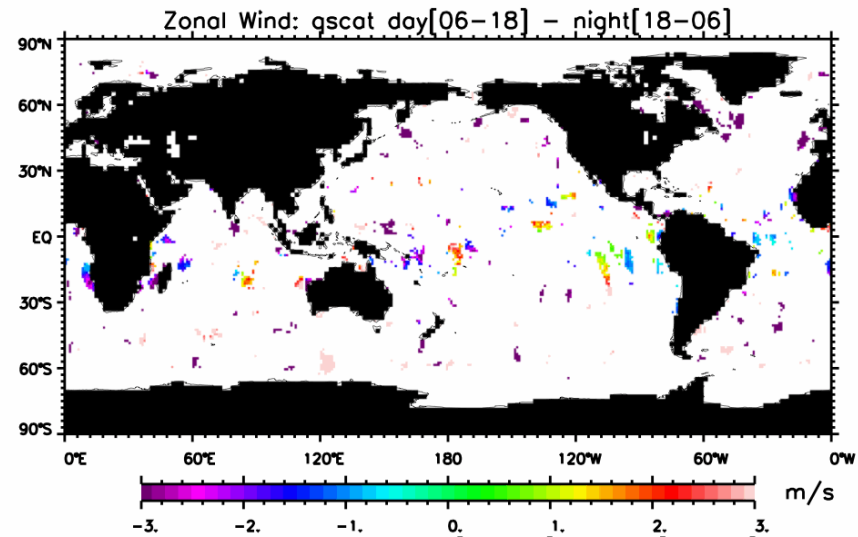 Zonal Wind: qscat day[06-18] - night[18-06]
90°N
60°N
30°N
EQ
30°S
60°S
90°S
0°E 60°E 120°E 180 120°W 60°W 0°W
m/s
-3. -2. -1. 0. 1. 2. 3.